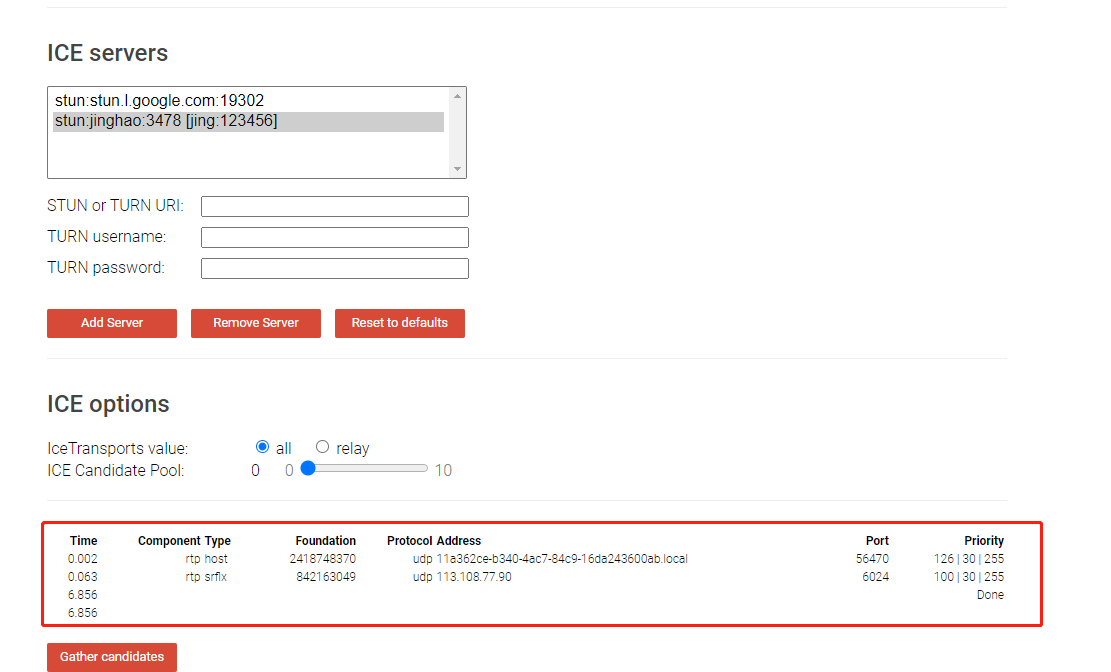 ICE servers
stun:stun.l.google.com:19302
stun:jinghao:3478 [jing:123456]
STUN or TURN URI:
TURN username:
TURN password:
Add Server Remove Server Reset to defaults
ICE options
IceTransports value: all relay
ICE Candidate Pool: 0 0 10
Time Component Type Foundation Protocol Address Port Priority
0.002 rtp host 2418748370 udp 11a362ce-b340-4ac7-84c9-16da243600ab.local 56470 126 | 30 | 255
0.063 rtp srflx 842163049 udp 113.108.77.90 6024 100 | 30 | 255
6.856 Done
6.856
Gather candidates